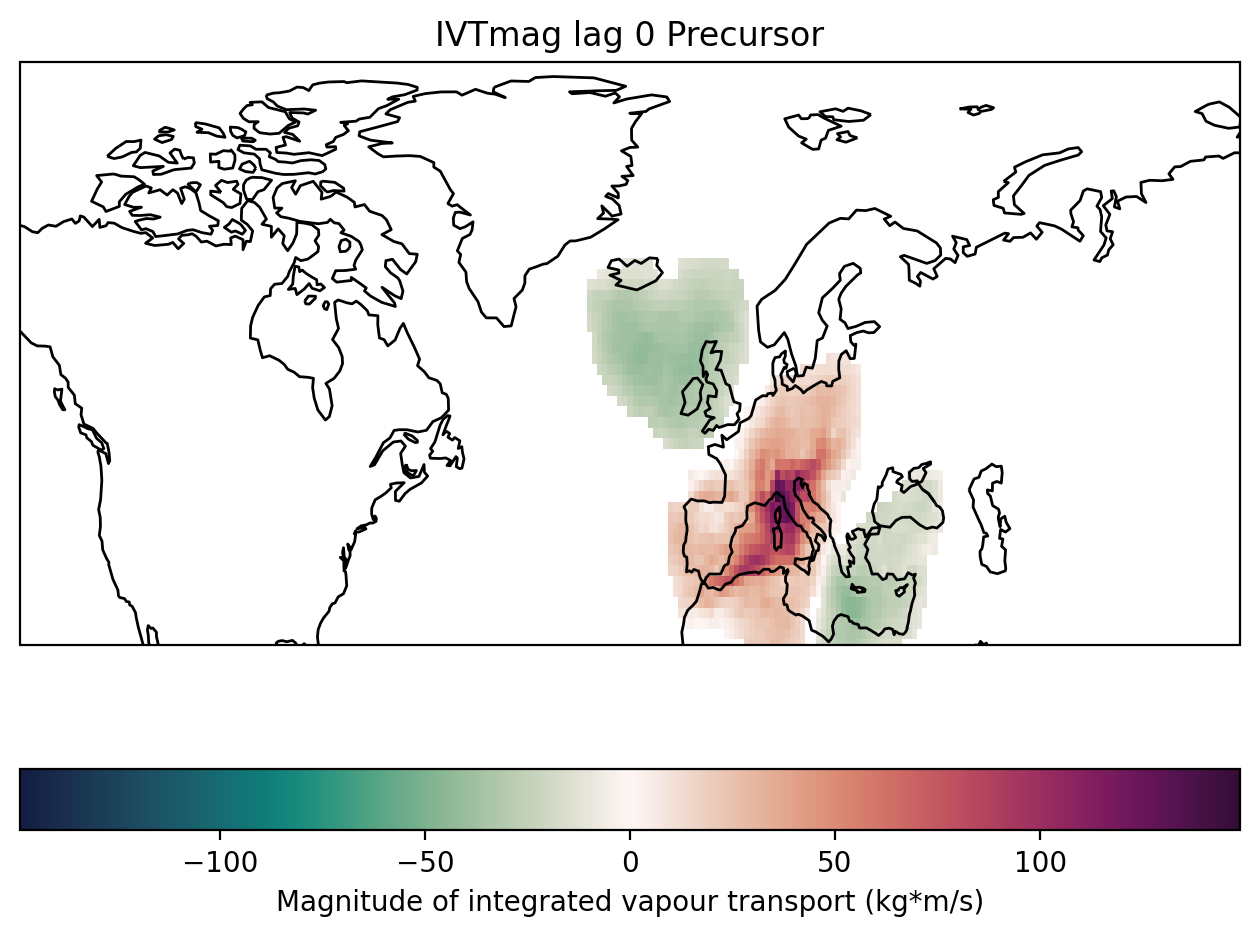 IVTmag lag 0 Precursor
−100 −50 0 50 100
Magnitude of integrated vapour transport (kg*m/s)